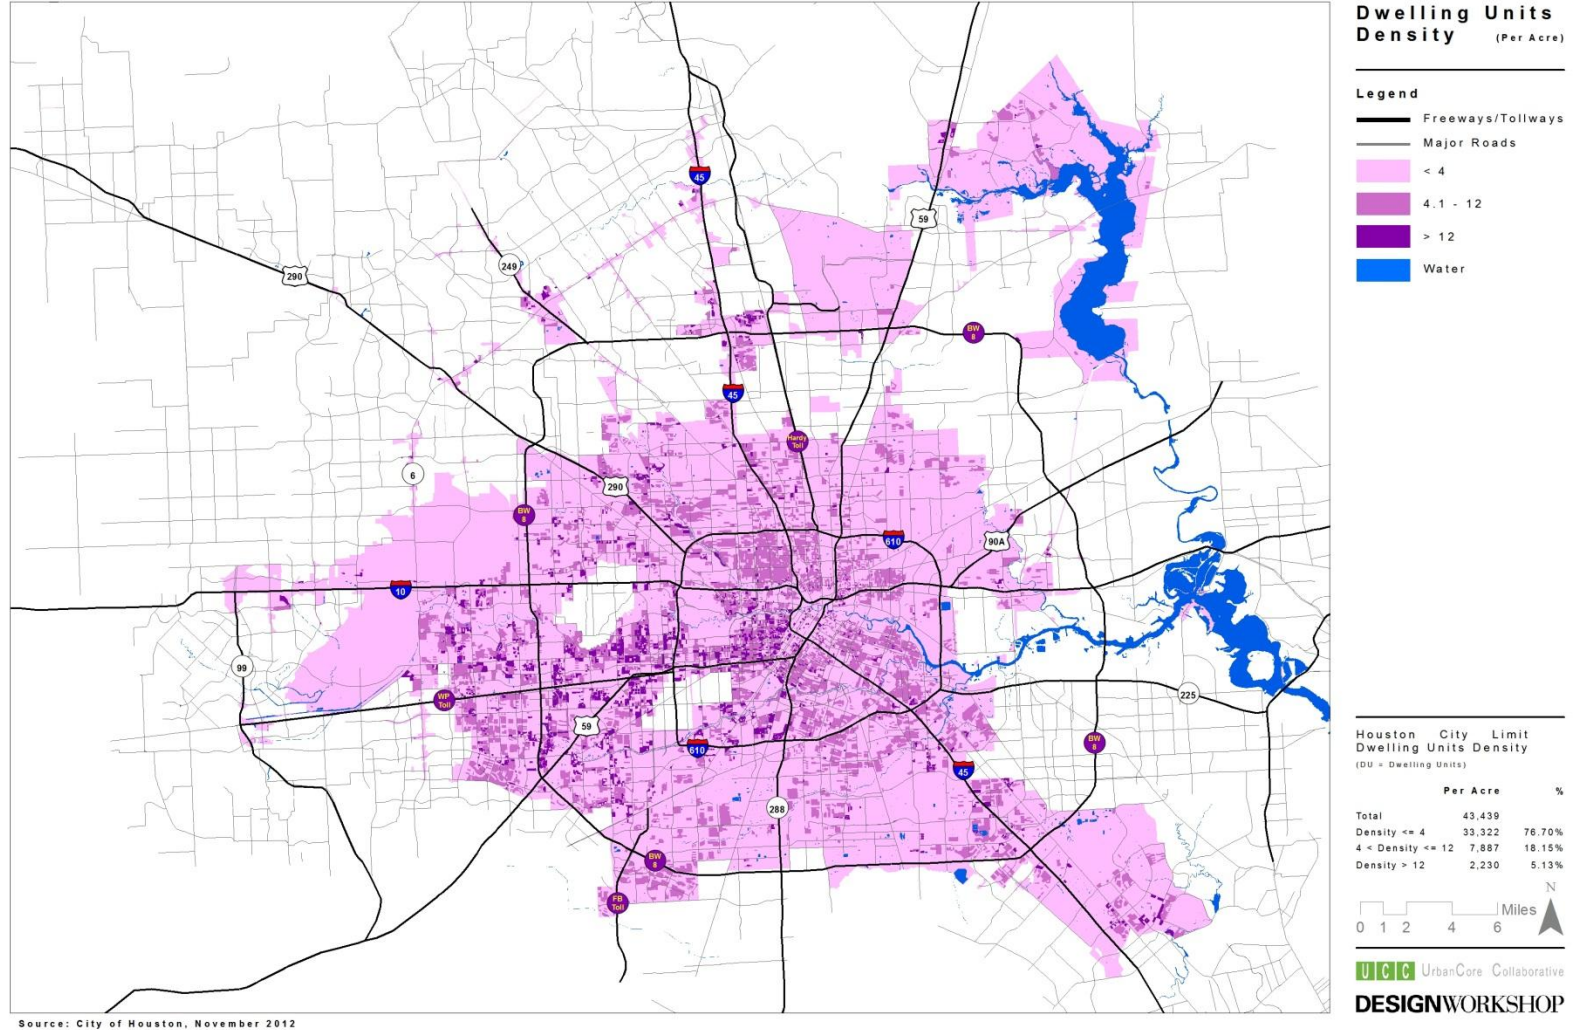 Dwelling Units
Density (Per Acre)
Legend
Freeways/Tollways
Major Roads
< 4
4.1 - 12
> 12
Water
45
59
249
290
BW
8
45
Hardy
Toll
6
290
BW
8
610
90A
10
99
WP
Toll
59
610
225
BW
8
45
288
BW
8
FB
Toll
Houston City Limit
Dwelling Units Density
(DU = Dwelling Units)
Per Acre %
Total 43,439
Density <= 4 33,322 76.70%
4 < Density <= 12 7,887 18.15%
Density > 12 2,230 5.13%
N
Miles
0 1 2 4 6
UCC UrbanCore Collaborative
DESIGNWORKSHOP
Source: City of Houston, November 2012